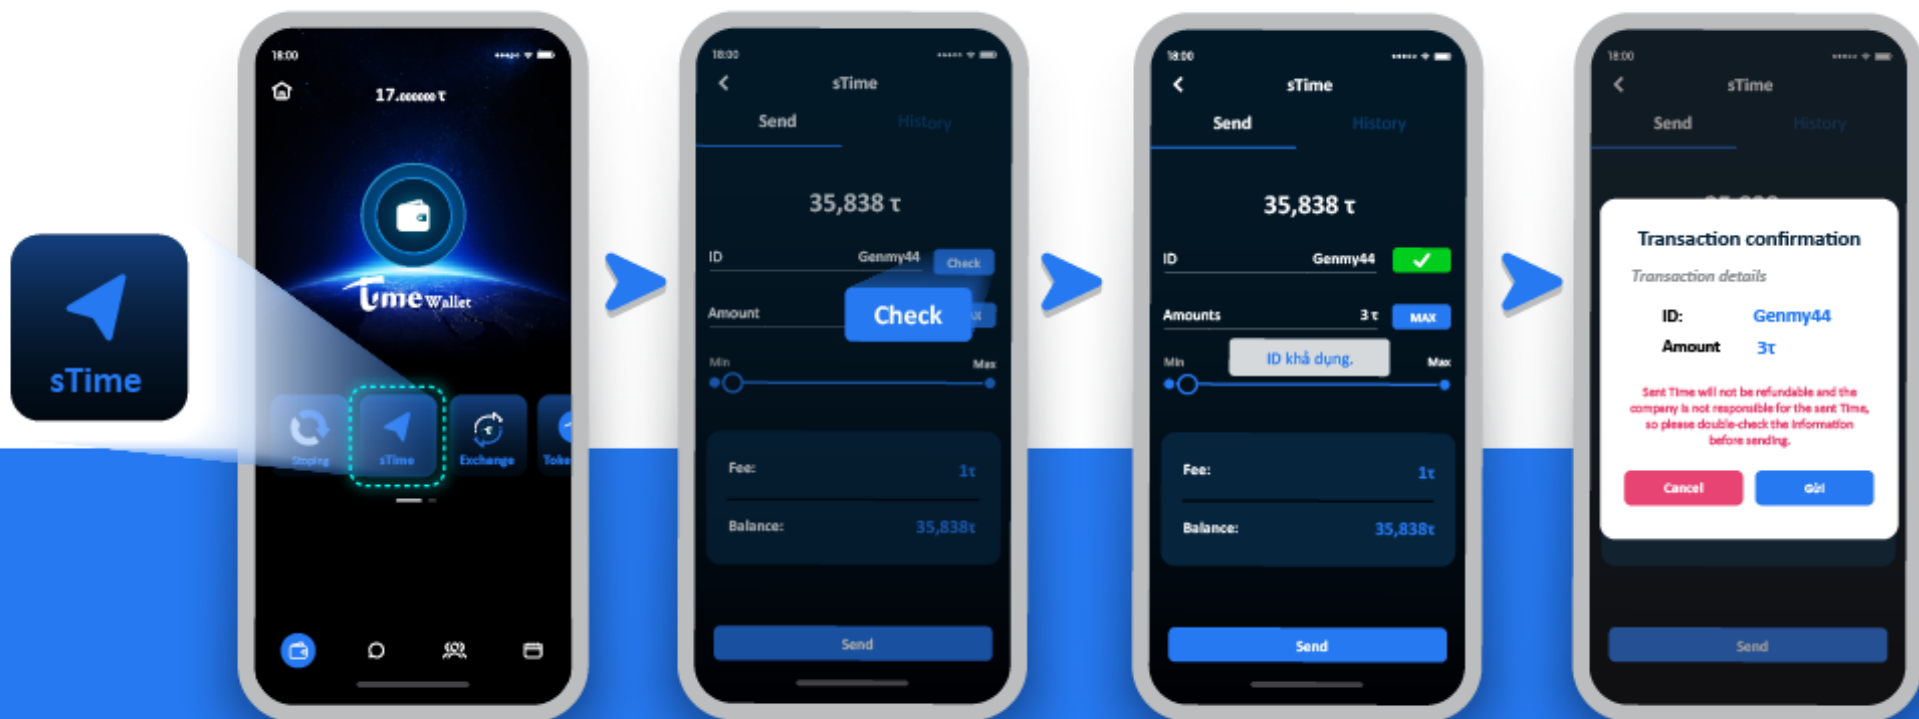 sTime
18:00
17.000000 τ
Time Wallet
Stoping
sTime
Exchange
Toke
18:00
sTime
Send
History
35,838 τ
ID
Genmy44
Check
Amount
Check
AX
Min
Max
Fee:
1τ
Balance:
35,838τ
Send
18:00
sTime
Send
History
35,838 τ
ID
Genmy44
Amounts
3 τ
MAX
Min
ID khả dụng.
Max
Fee:
1τ
Balance:
35,838τ
Send
18:00
sTime
Send
History
Transaction confirmation
Transaction details
ID:
Genmy44
Amount
3τ
Sent Time will not be refundable and the
company is not responsible for the sent Time,
so please double-check the information
before sending.
Cancel
Gửi
Send